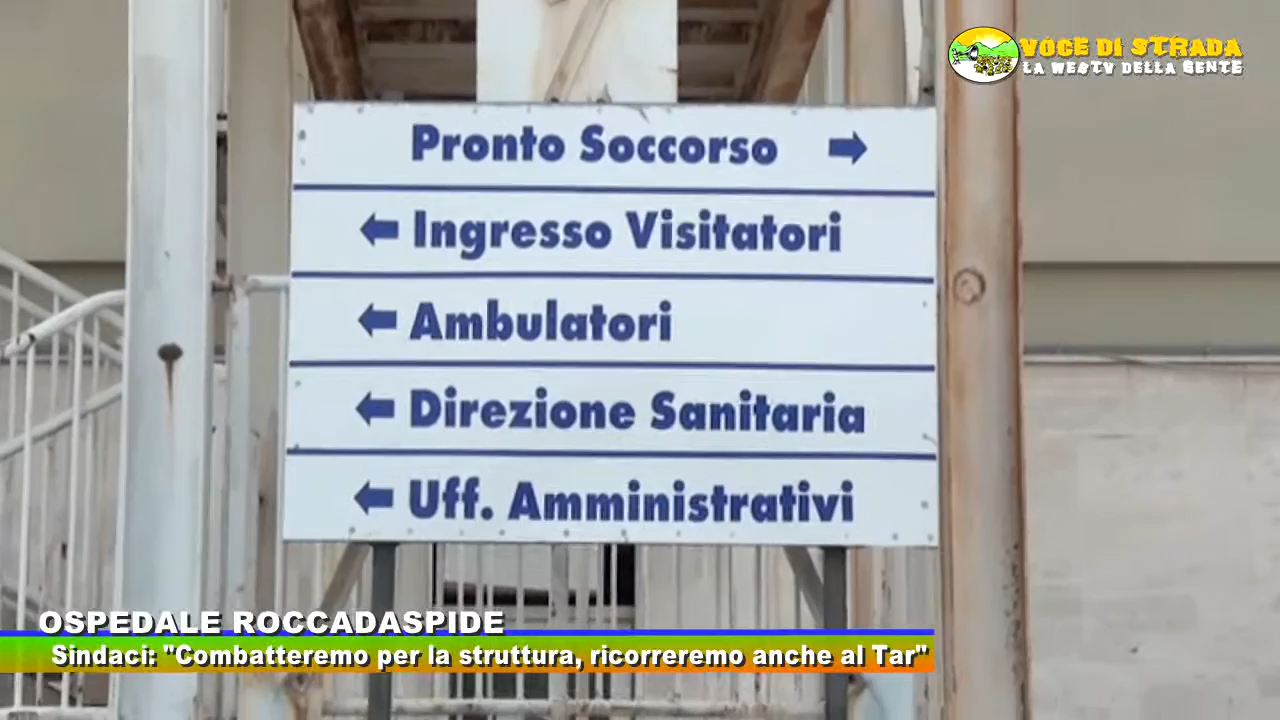 VOCE DI STRADA
LA WEBTV DELLA GENTE
Pronto Soccorso
Ingresso Visitatori
Ambulatori
Direzione Sanitaria
Uff. Amministrativi
OSPEDALE ROCCADASPIDE
Sindaci: "Combatteremo per la struttura, ricorreremo anche al Tar"